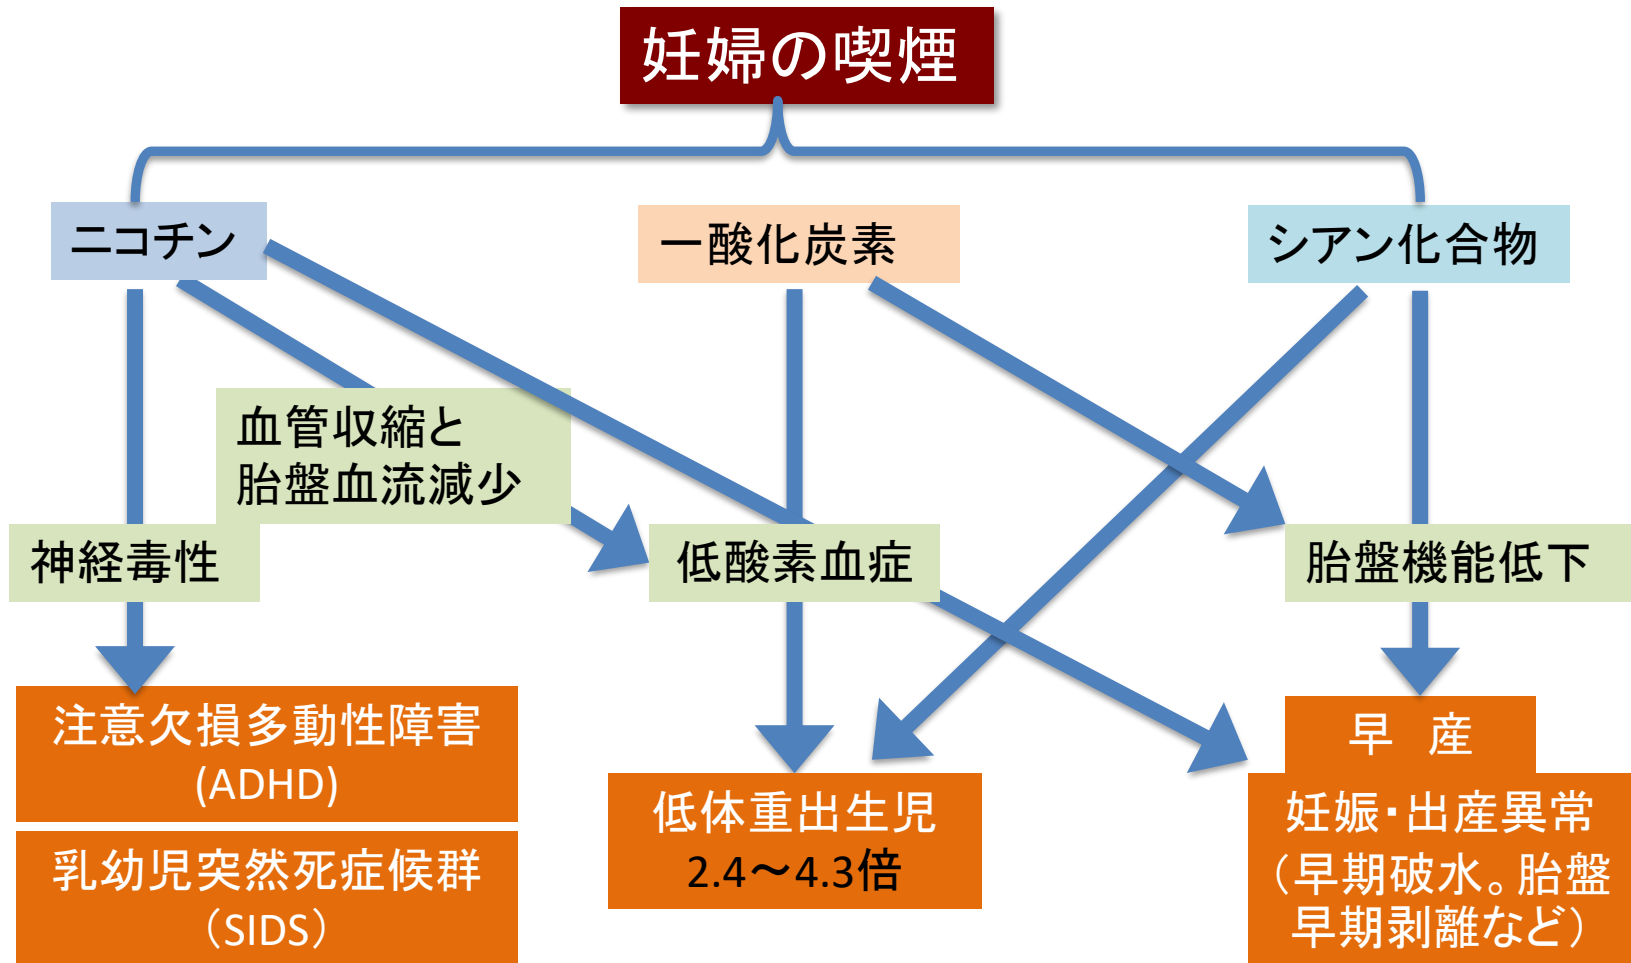 妊婦の喫煙
ニコチン
一酸化炭素
シアン化合物
血管収縮と
胎盤血流減少
神経毒性
低酸素血症
胎盤機能低下
注意欠損多動性障害
(ADHD)
乳幼児突然死症候群
（SIDS）
低体重出生児
2.4～4.3倍
早　産
妊娠・出産異常
（早期破水。胎盤
早期剥離など）